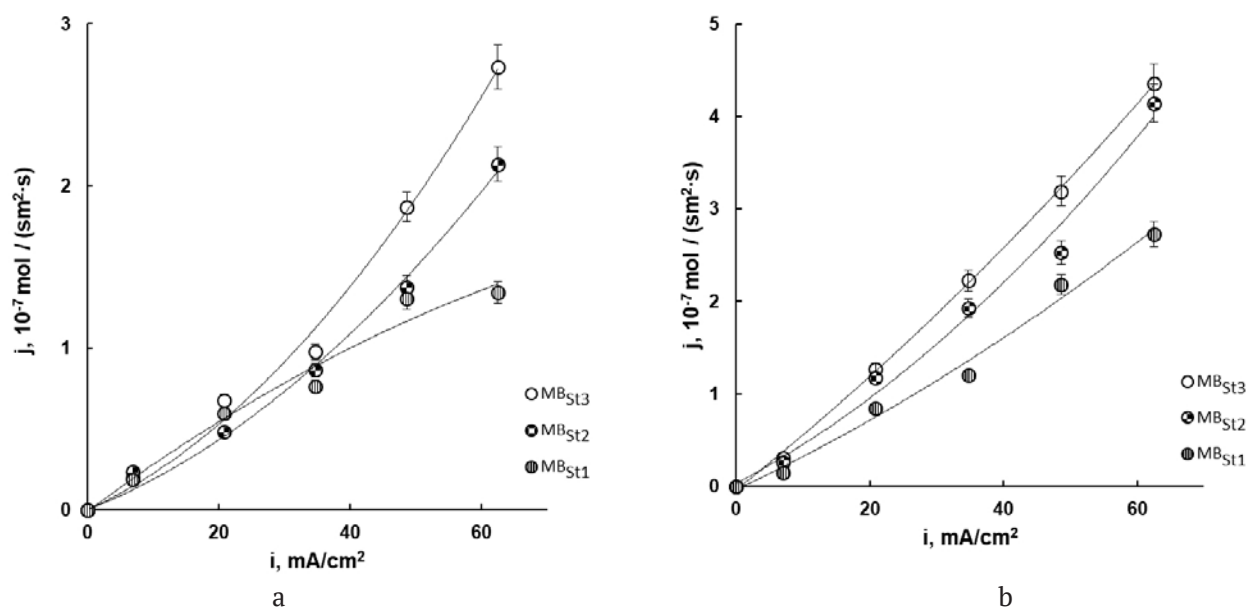 3
2
1
0
0
20
40
60
j, 10⁻⁷ mol / (sm²·s)
i, mA/cm²
MB_St3
MB_St2
MB_St1
a
5
4
3
2
1
0
0
20
40
60
j, 10⁻⁷ mol / (sm²·s)
i, mA/cm²
MB_St3
MB_St2
MB_St1
b